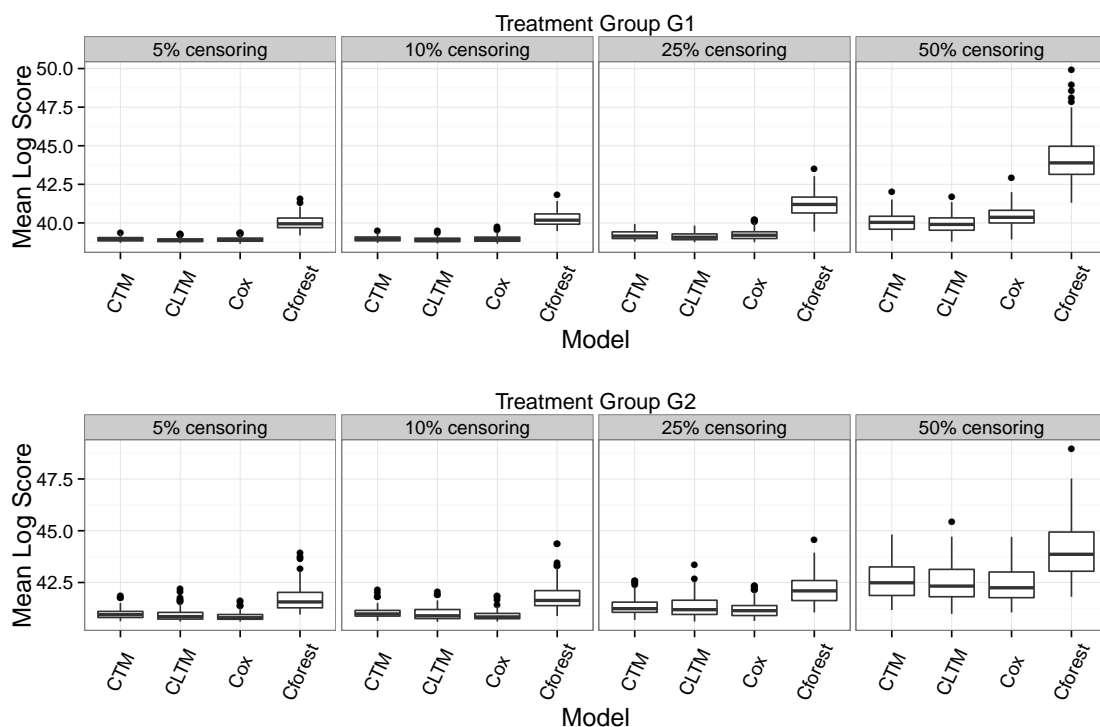 Treatment Group G1
5% censoring 10% censoring 25% censoring 50% censoring
Mean Log Score
50.0
47.5
45.0
42.5
40.0
CTM CLTM Cox Cforest CTM CLTM Cox Cforest CTM CLTM Cox Cforest CTM CLTM Cox Cforest
Model
Treatment Group G2
5% censoring 10% censoring 25% censoring 50% censoring
Mean Log Score
47.5
45.0
42.5
CTM CLTM Cox Cforest CTM CLTM Cox Cforest CTM CLTM Cox Cforest CTM CLTM Cox Cforest
Model